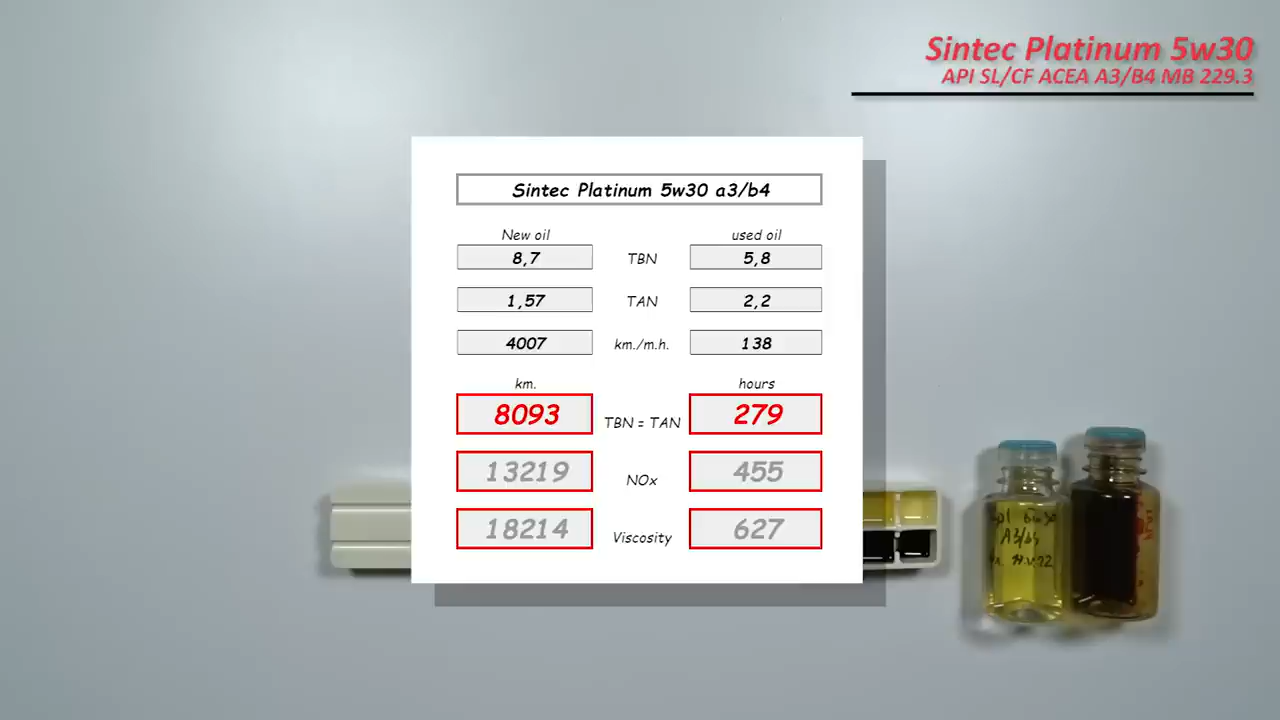 Sintec Platinum 5w30
API SL/CF ACEA A3/B4 MB 229.3
Sintec Platinum 5w30 a3/b4
New oil used oil
8,7 TBN 5,8
1,57 TAN 2,2
4007 km./m.h. 138
km. hours
8093 TBN = TAN 279
13219 NOx 455
18214 Viscosity 627
A3/b4